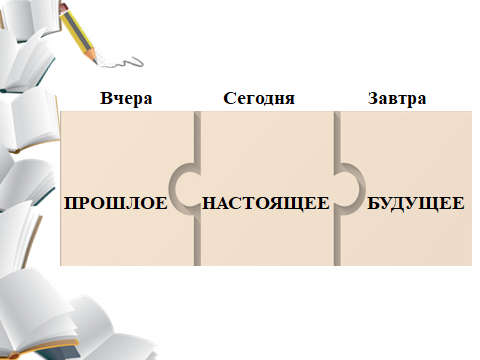 Вчера Сегодня Завтра
ПРОШЛОЕ НАСТОЯЩЕЕ БУДУЩЕЕ